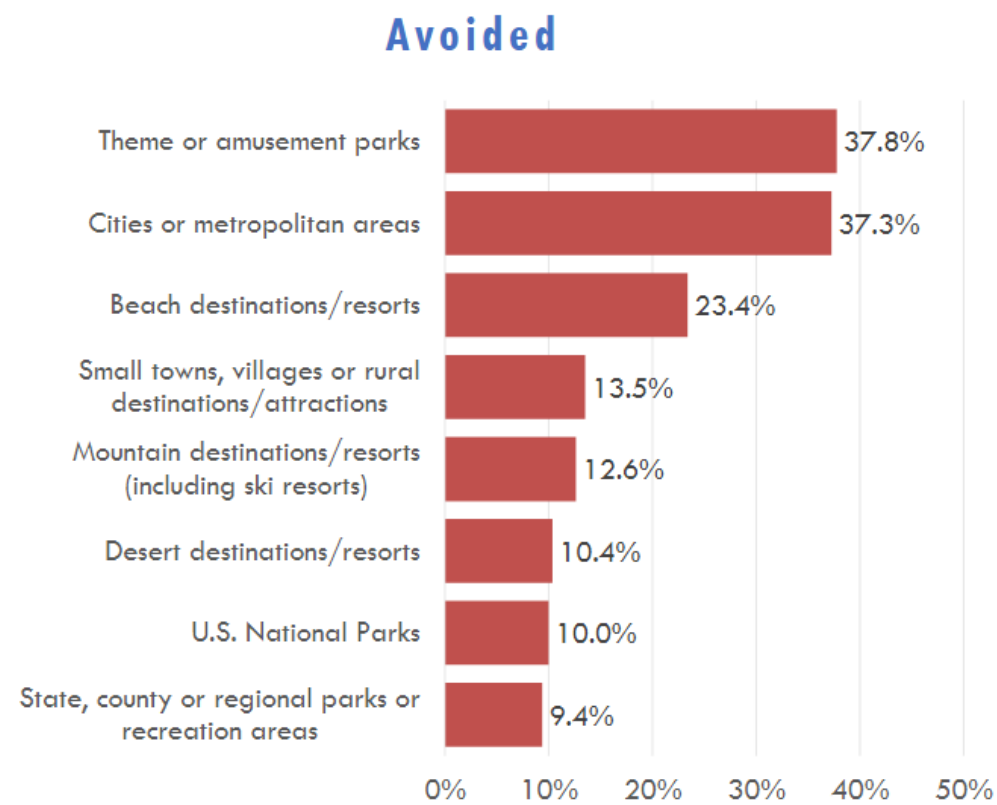 Avoided
Theme or amusement parks
37.8%
Cities or metropolitan areas
37.3%
Beach destinations/resorts
23.4%
Small towns, villages or rural
destinations/attractions
13.5%
Mountain destinations/resorts
(including ski resorts)
12.6%
Desert destinations/resorts
10.4%
U.S. National Parks
10.0%
State, county or regional parks or
recreation areas
9.4%
0% 10% 20% 30% 40% 50%